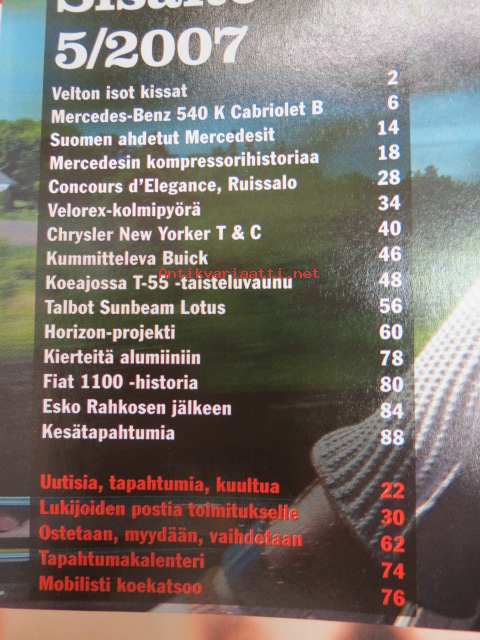 Sisältö
5/2007
Velton isot kissat 2
Mercedes-Benz 540 K Cabriolet B 6
Suomen ahdetut Mercedesit 14
Mercedesin kompressorihistoriaa 18
Concours d'Elegance, Ruissalo 28
Velorex-kolmipyörä 34
Chrysler New Yorker T & C 40
Kummitteleva Buick 46
Antikvariaatti.net
Koeajossa T-55 -taisteluvaunu 48
Talbot Sunbeam Lotus 56
Horizon-projekti 60
Kierteitä alumiiniin 78
Fiat 1100 -historia 80
Esko Rahkosen jälkeen 84
Kesätapahtumia 88
Uutisia, tapahtumia, kuultua 22
Lukijoiden postia toimitukselle 30
Ostetaan, myydään, vaihdetaan 62
Tapahtumakalenteri 74
Mobilisti koekatsoo 76